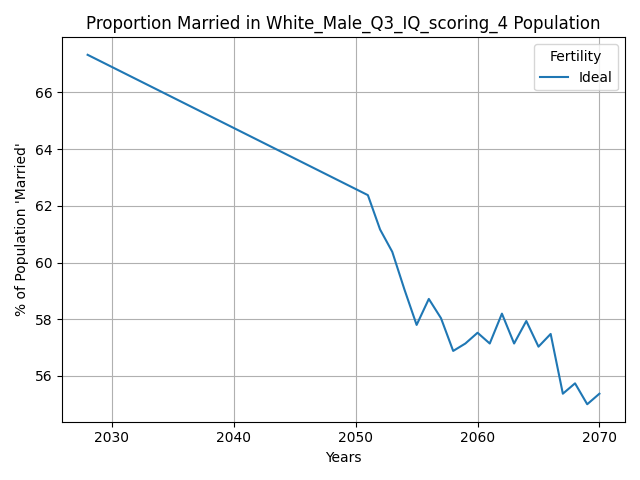 Proportion Married in White_Male_Q3_IQ_scoring_4 Population
Fertility
Ideal
% of Population 'Married'
66
64
62
60
58
56
2030
2040
2050
2060
2070
Years